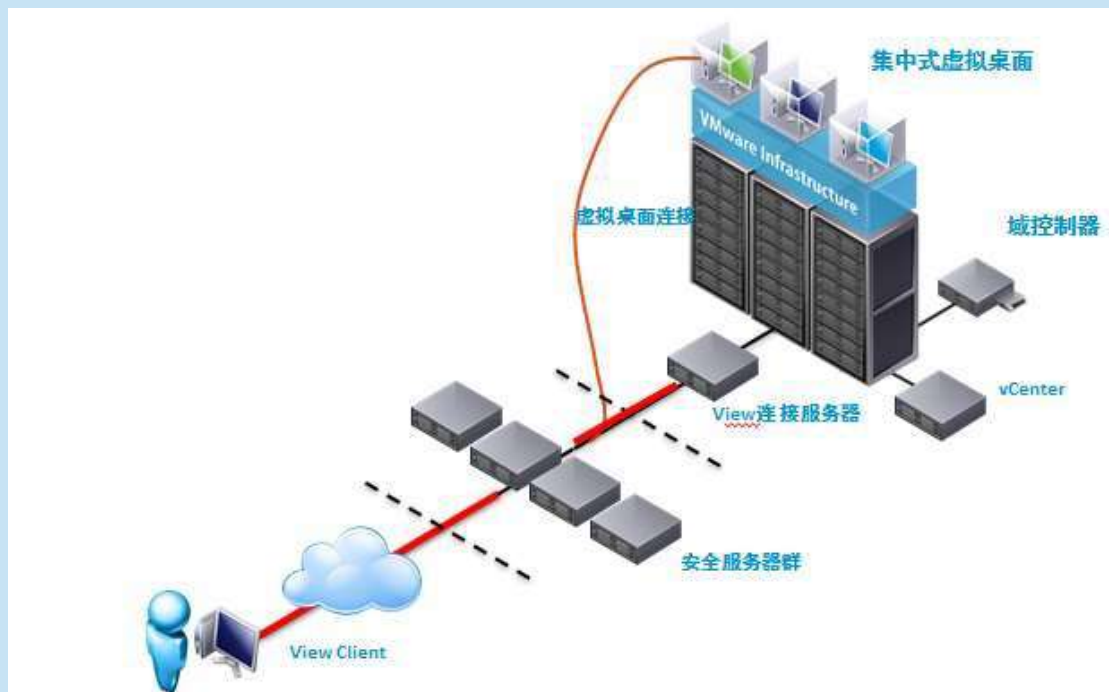 集中式虚拟桌面
VMware Infrastructure
虚拟桌面连接
域控制器
vCenter
View连接服务器
安全服务器群
View Client